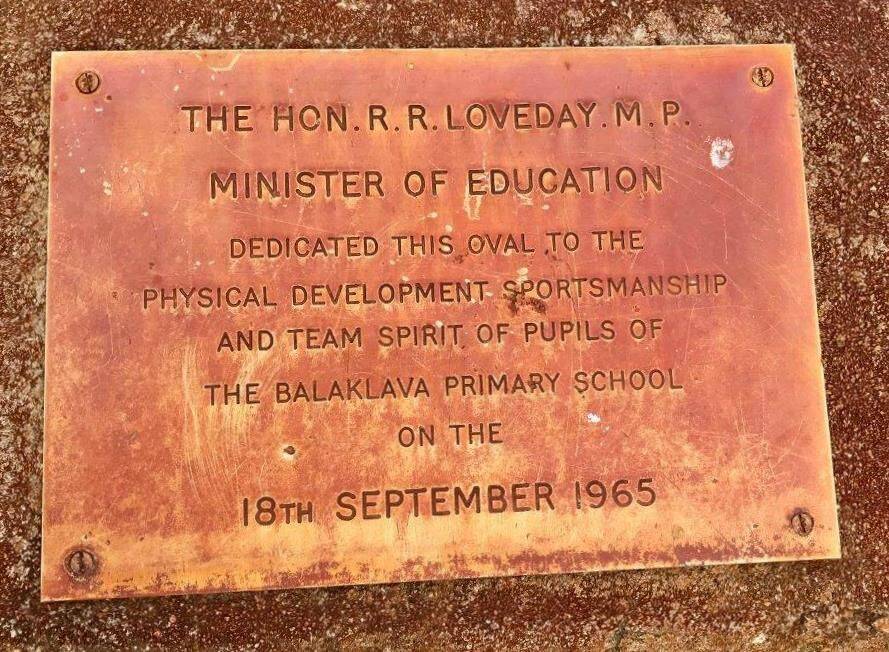 THE HON. R. R. LOVEDAY. M. P.
MINISTER OF EDUCATION
DEDICATED THIS OVAL TO THE
PHYSICAL DEVELOPMENT SPORTSMANSHIP
AND TEAM SPIRIT OF PUPILS OF
THE BALAKLAVA PRIMARY SCHOOL
ON THE
18TH SEPTEMBER 1965